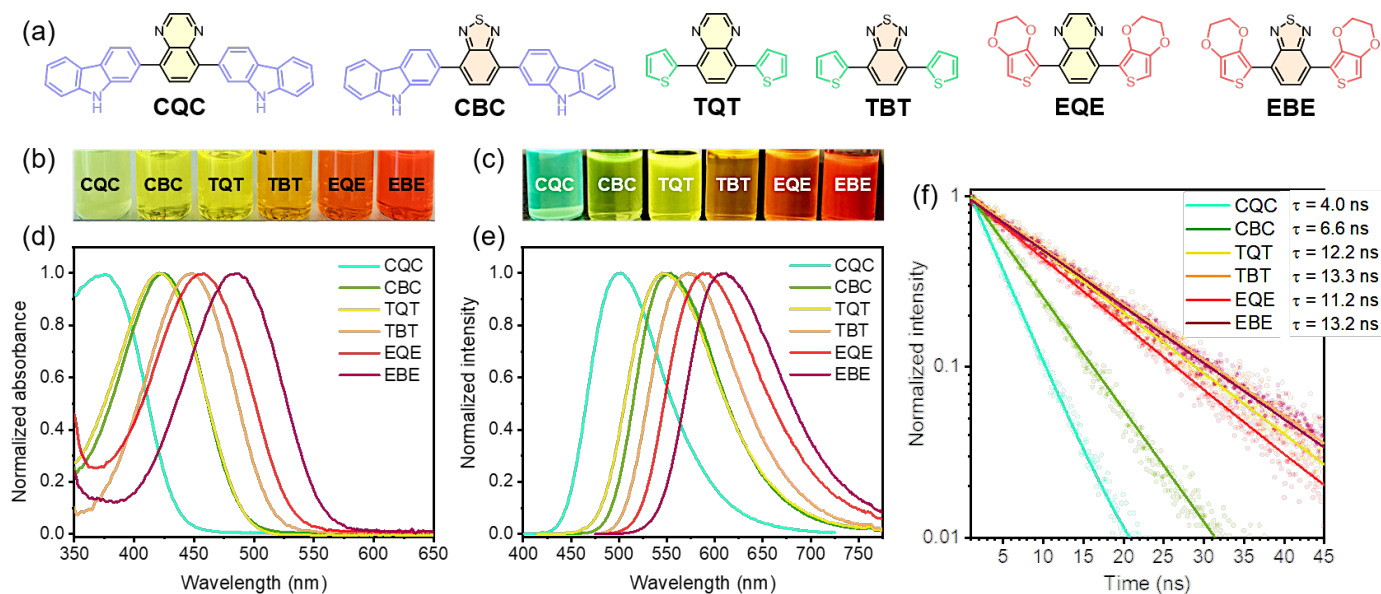 (a)
N N
N S N
N N
N S N
N N
N S N
O O
O O
O O
O O
N H
N H
N H
N H
S S
S S
S S
S S
CQC
CBC
TQT
TBT
EQE
EBE
(b)
CQC CBC TQT TBT EQE EBE
(c)
CQC CBC TQT TBT EQE EBE
(d)
Normalized absorbance
1.0
0.8
0.6
0.4
0.2
0.0
CQC
CBC
TQT
TBT
EQE
EBE
350 400 450 500 550 600 650
Wavelength (nm)
(e)
Normalized intensity
1.0
0.8
0.6
0.4
0.2
0.0
CQC
CBC
TQT
TBT
EQE
EBE
400 450 500 550 600 650 700 750
Wavelength (nm)
(f)
Normalized intensity
1
0.1
0.01
CQC τ = 4.0 ns
CBC τ = 6.6 ns
TQT τ = 12.2 ns
TBT τ = 13.3 ns
EQE τ = 11.2 ns
EBE τ = 13.2 ns
5 10 15 20 25 30 35 40 45
Time (ns)